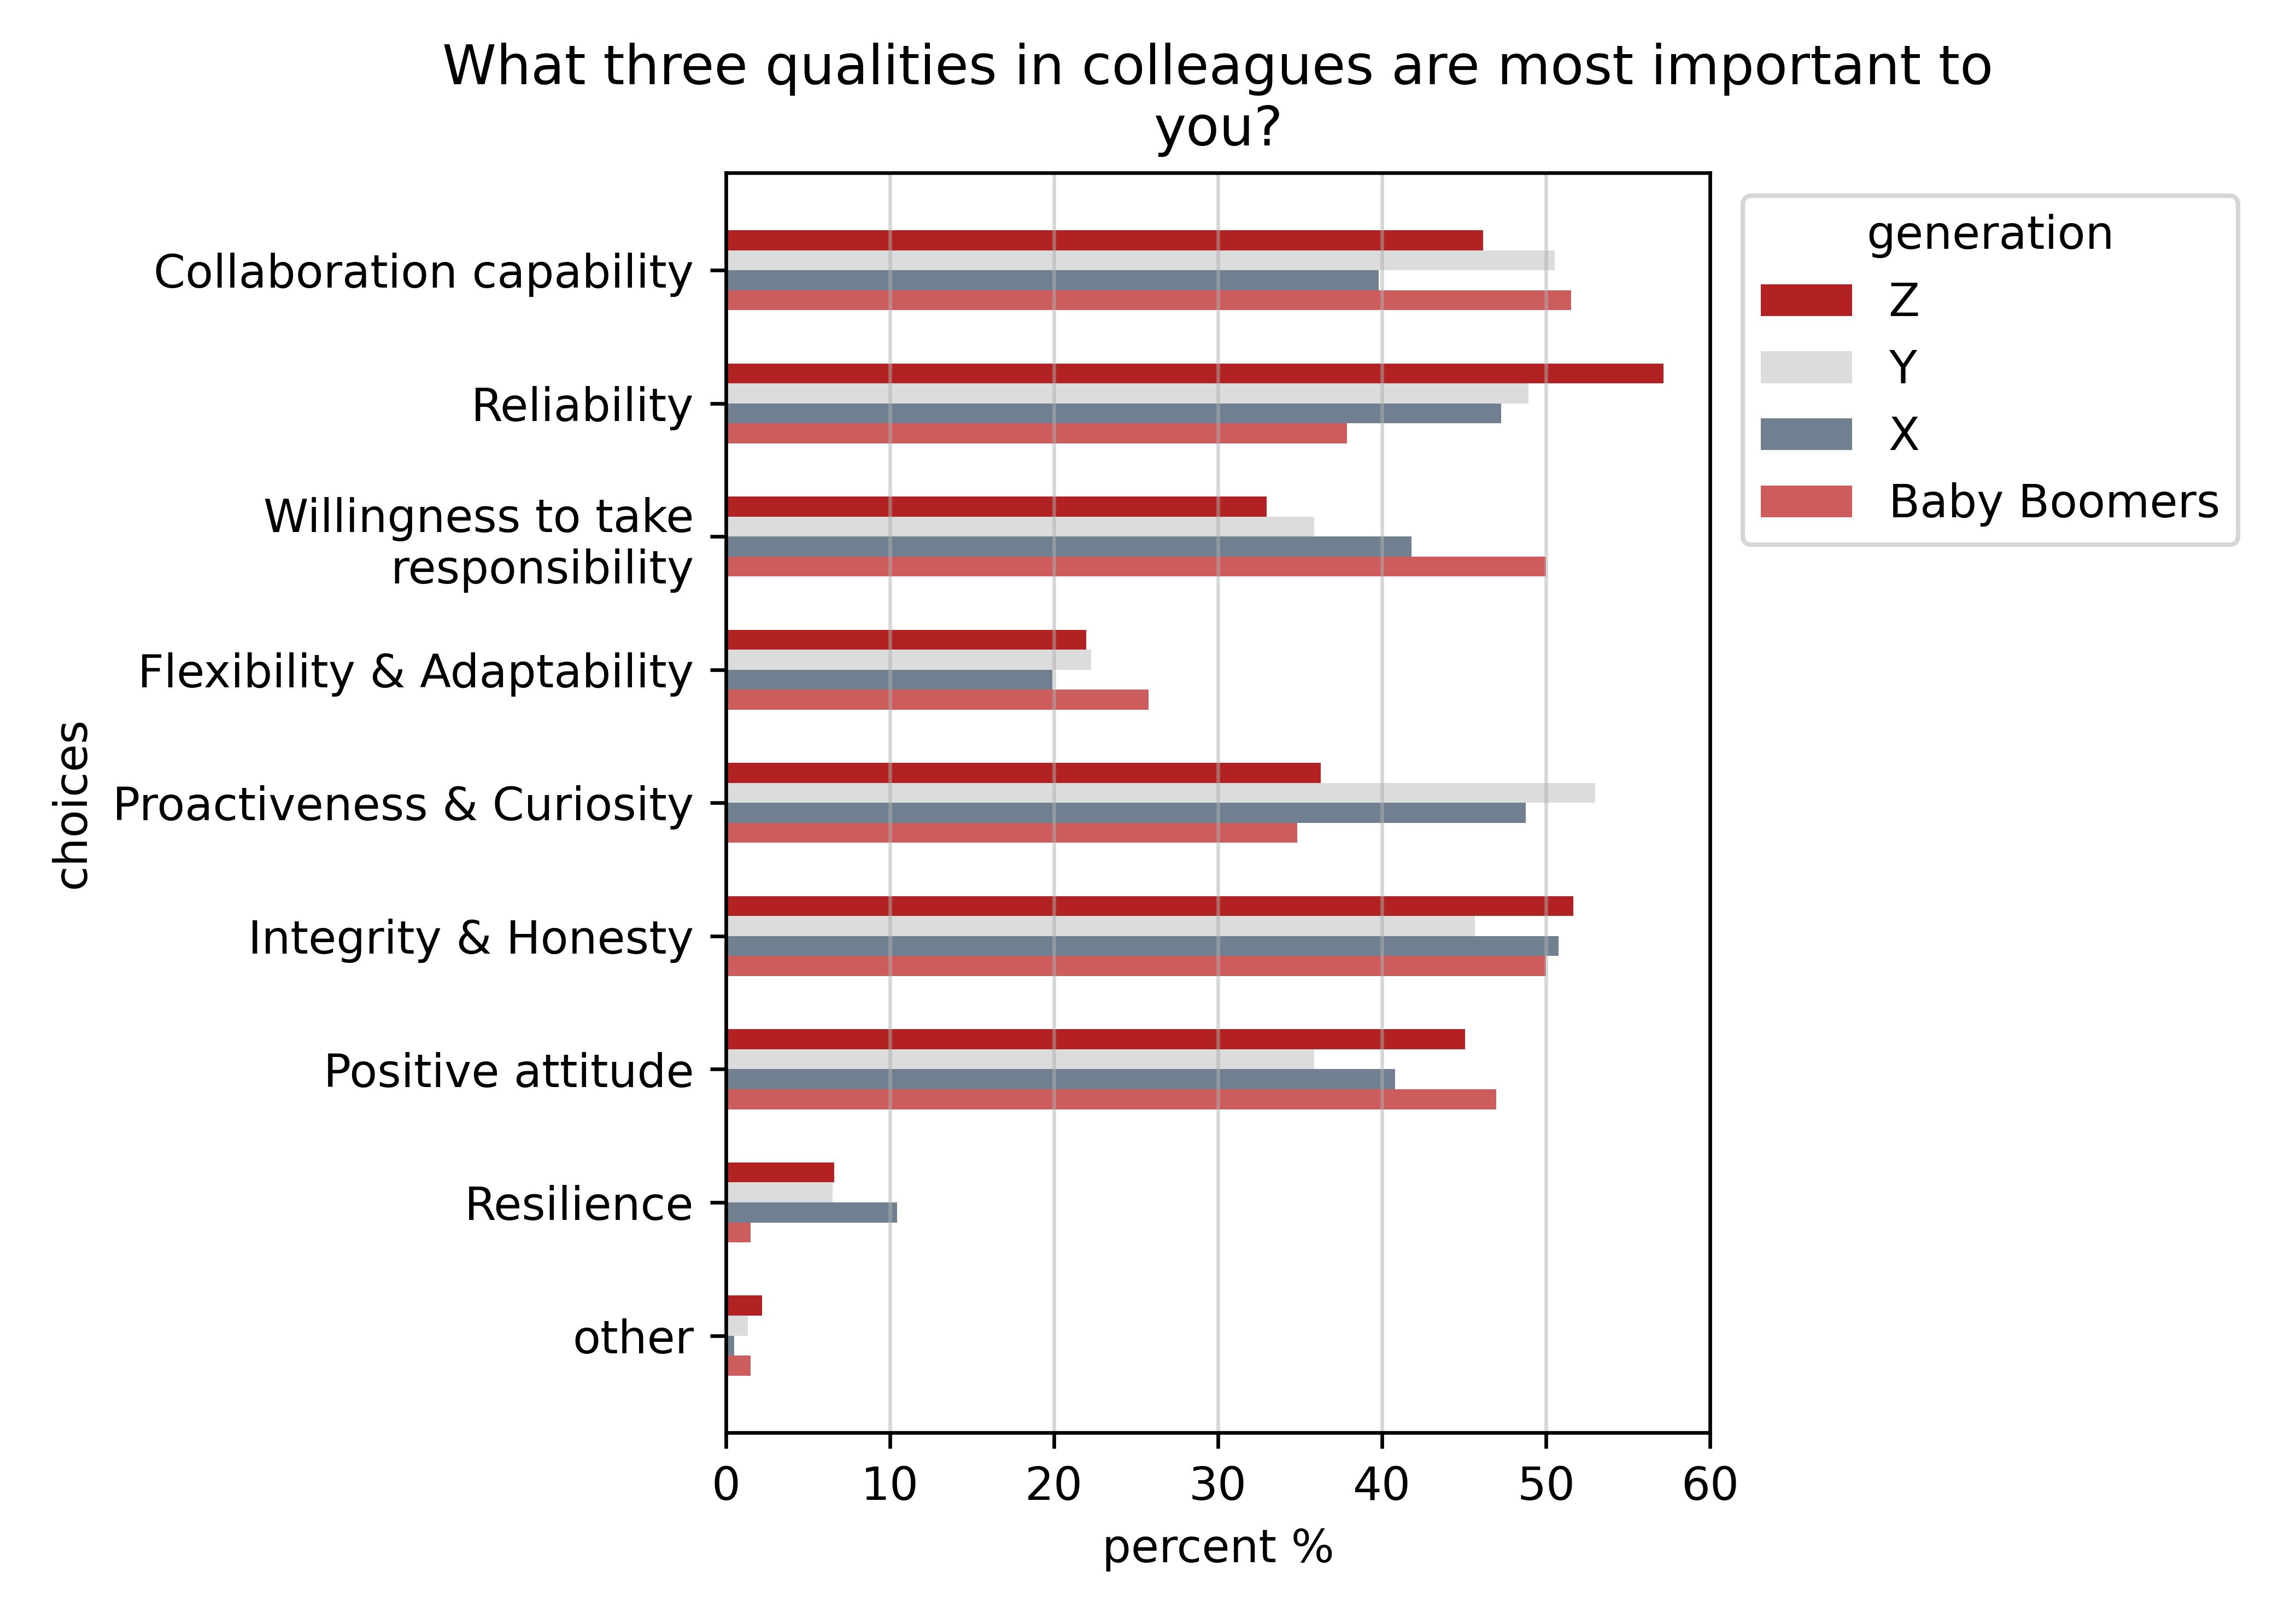 What three qualities in colleagues are most important to
you?
generation
Z
Y
X
Baby Boomers
choices
Collaboration capability
Reliability
Willingness to take
responsibility
Flexibility & Adaptability
Proactiveness & Curiosity
Integrity & Honesty
Positive attitude
Resilience
other
0 10 20 30 40 50 60
percent %